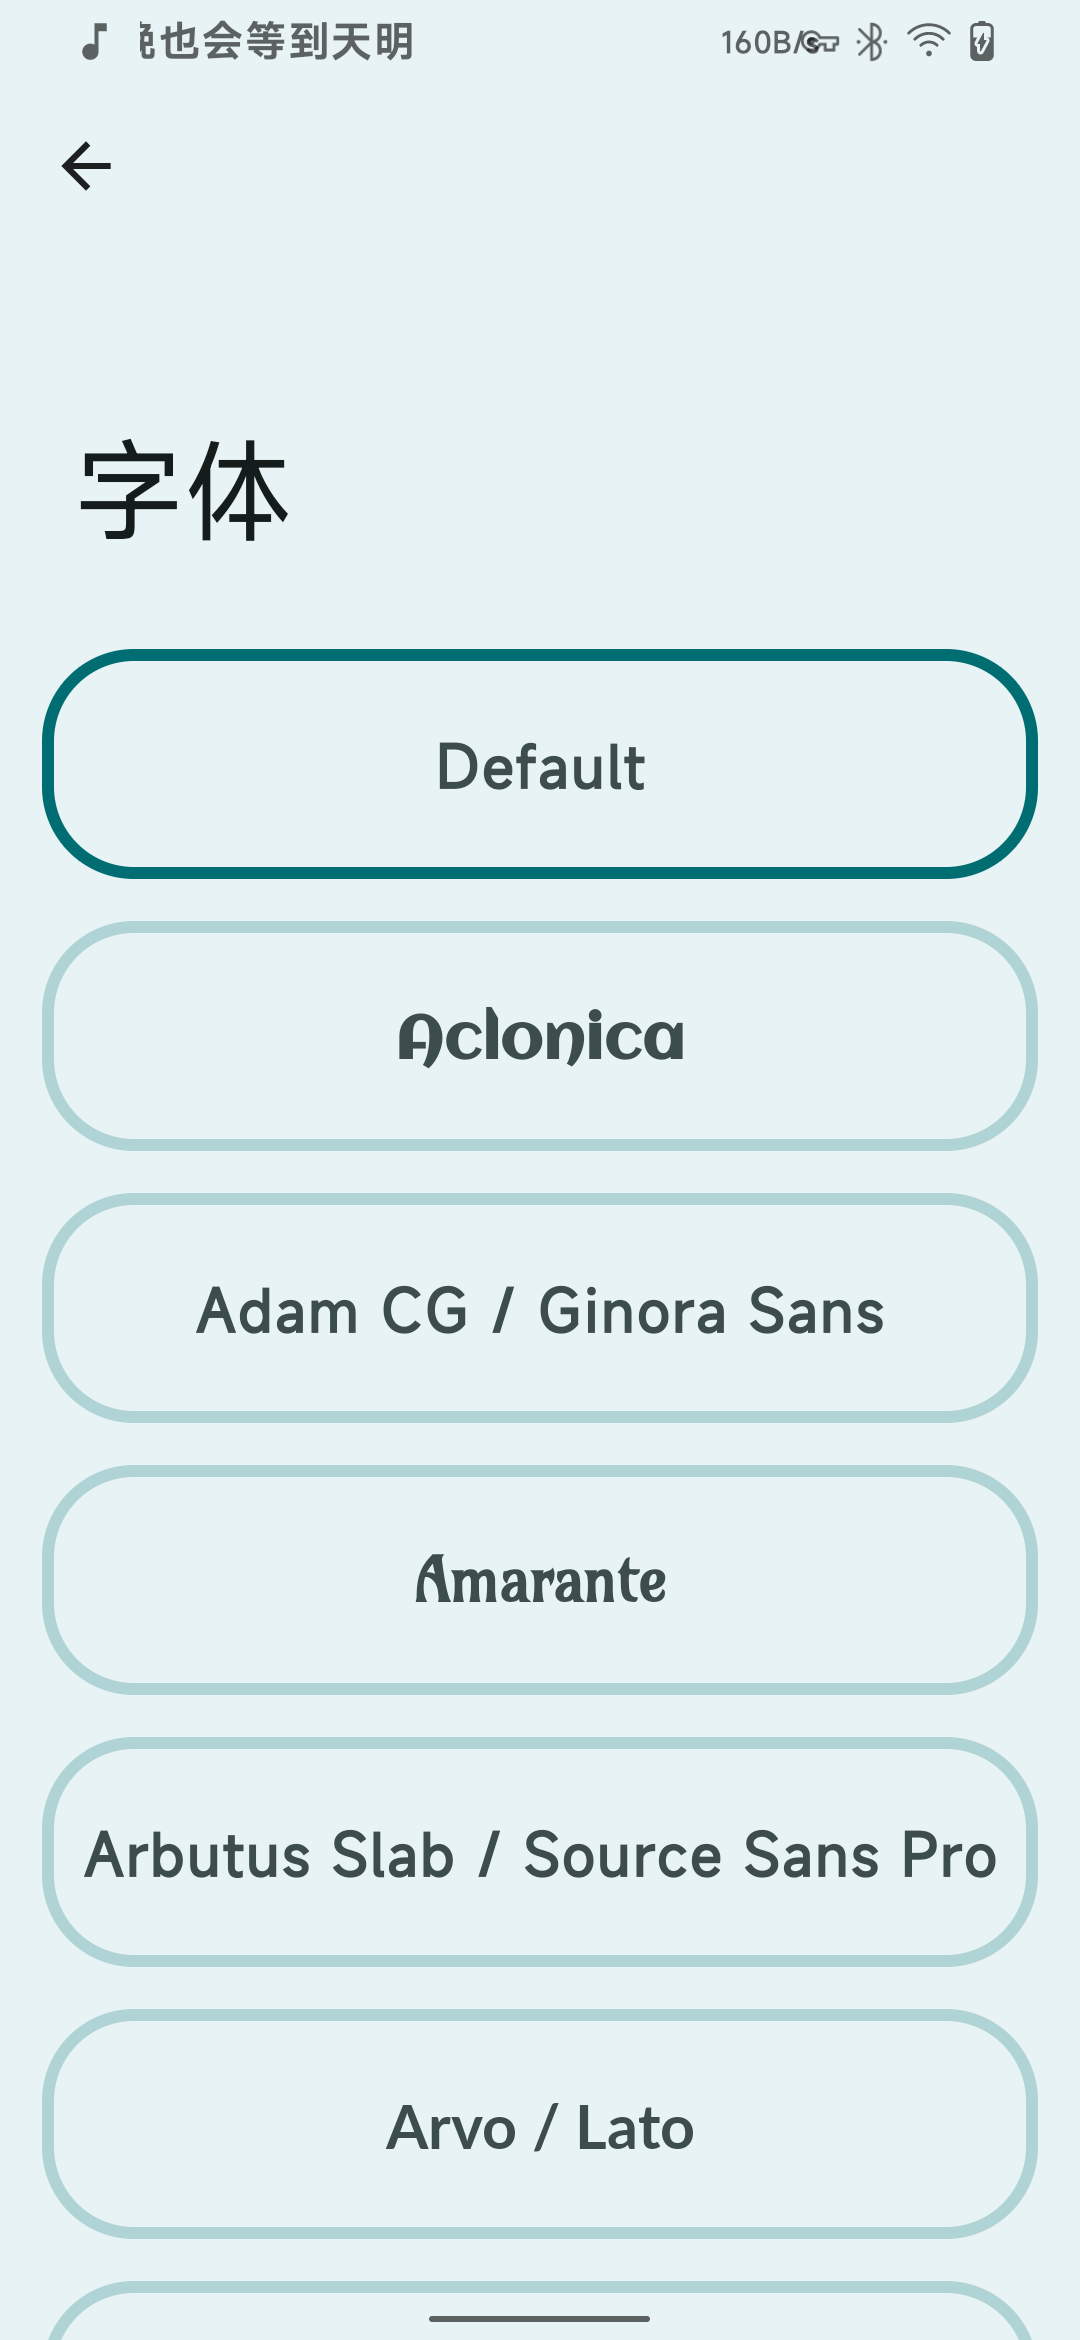 也会等到天明 160B/
字体
Default
Aclonica
Adam CG / Ginora Sans
Amarante
Arbutus Slab / Source Sans Pro
Arvo / Lato